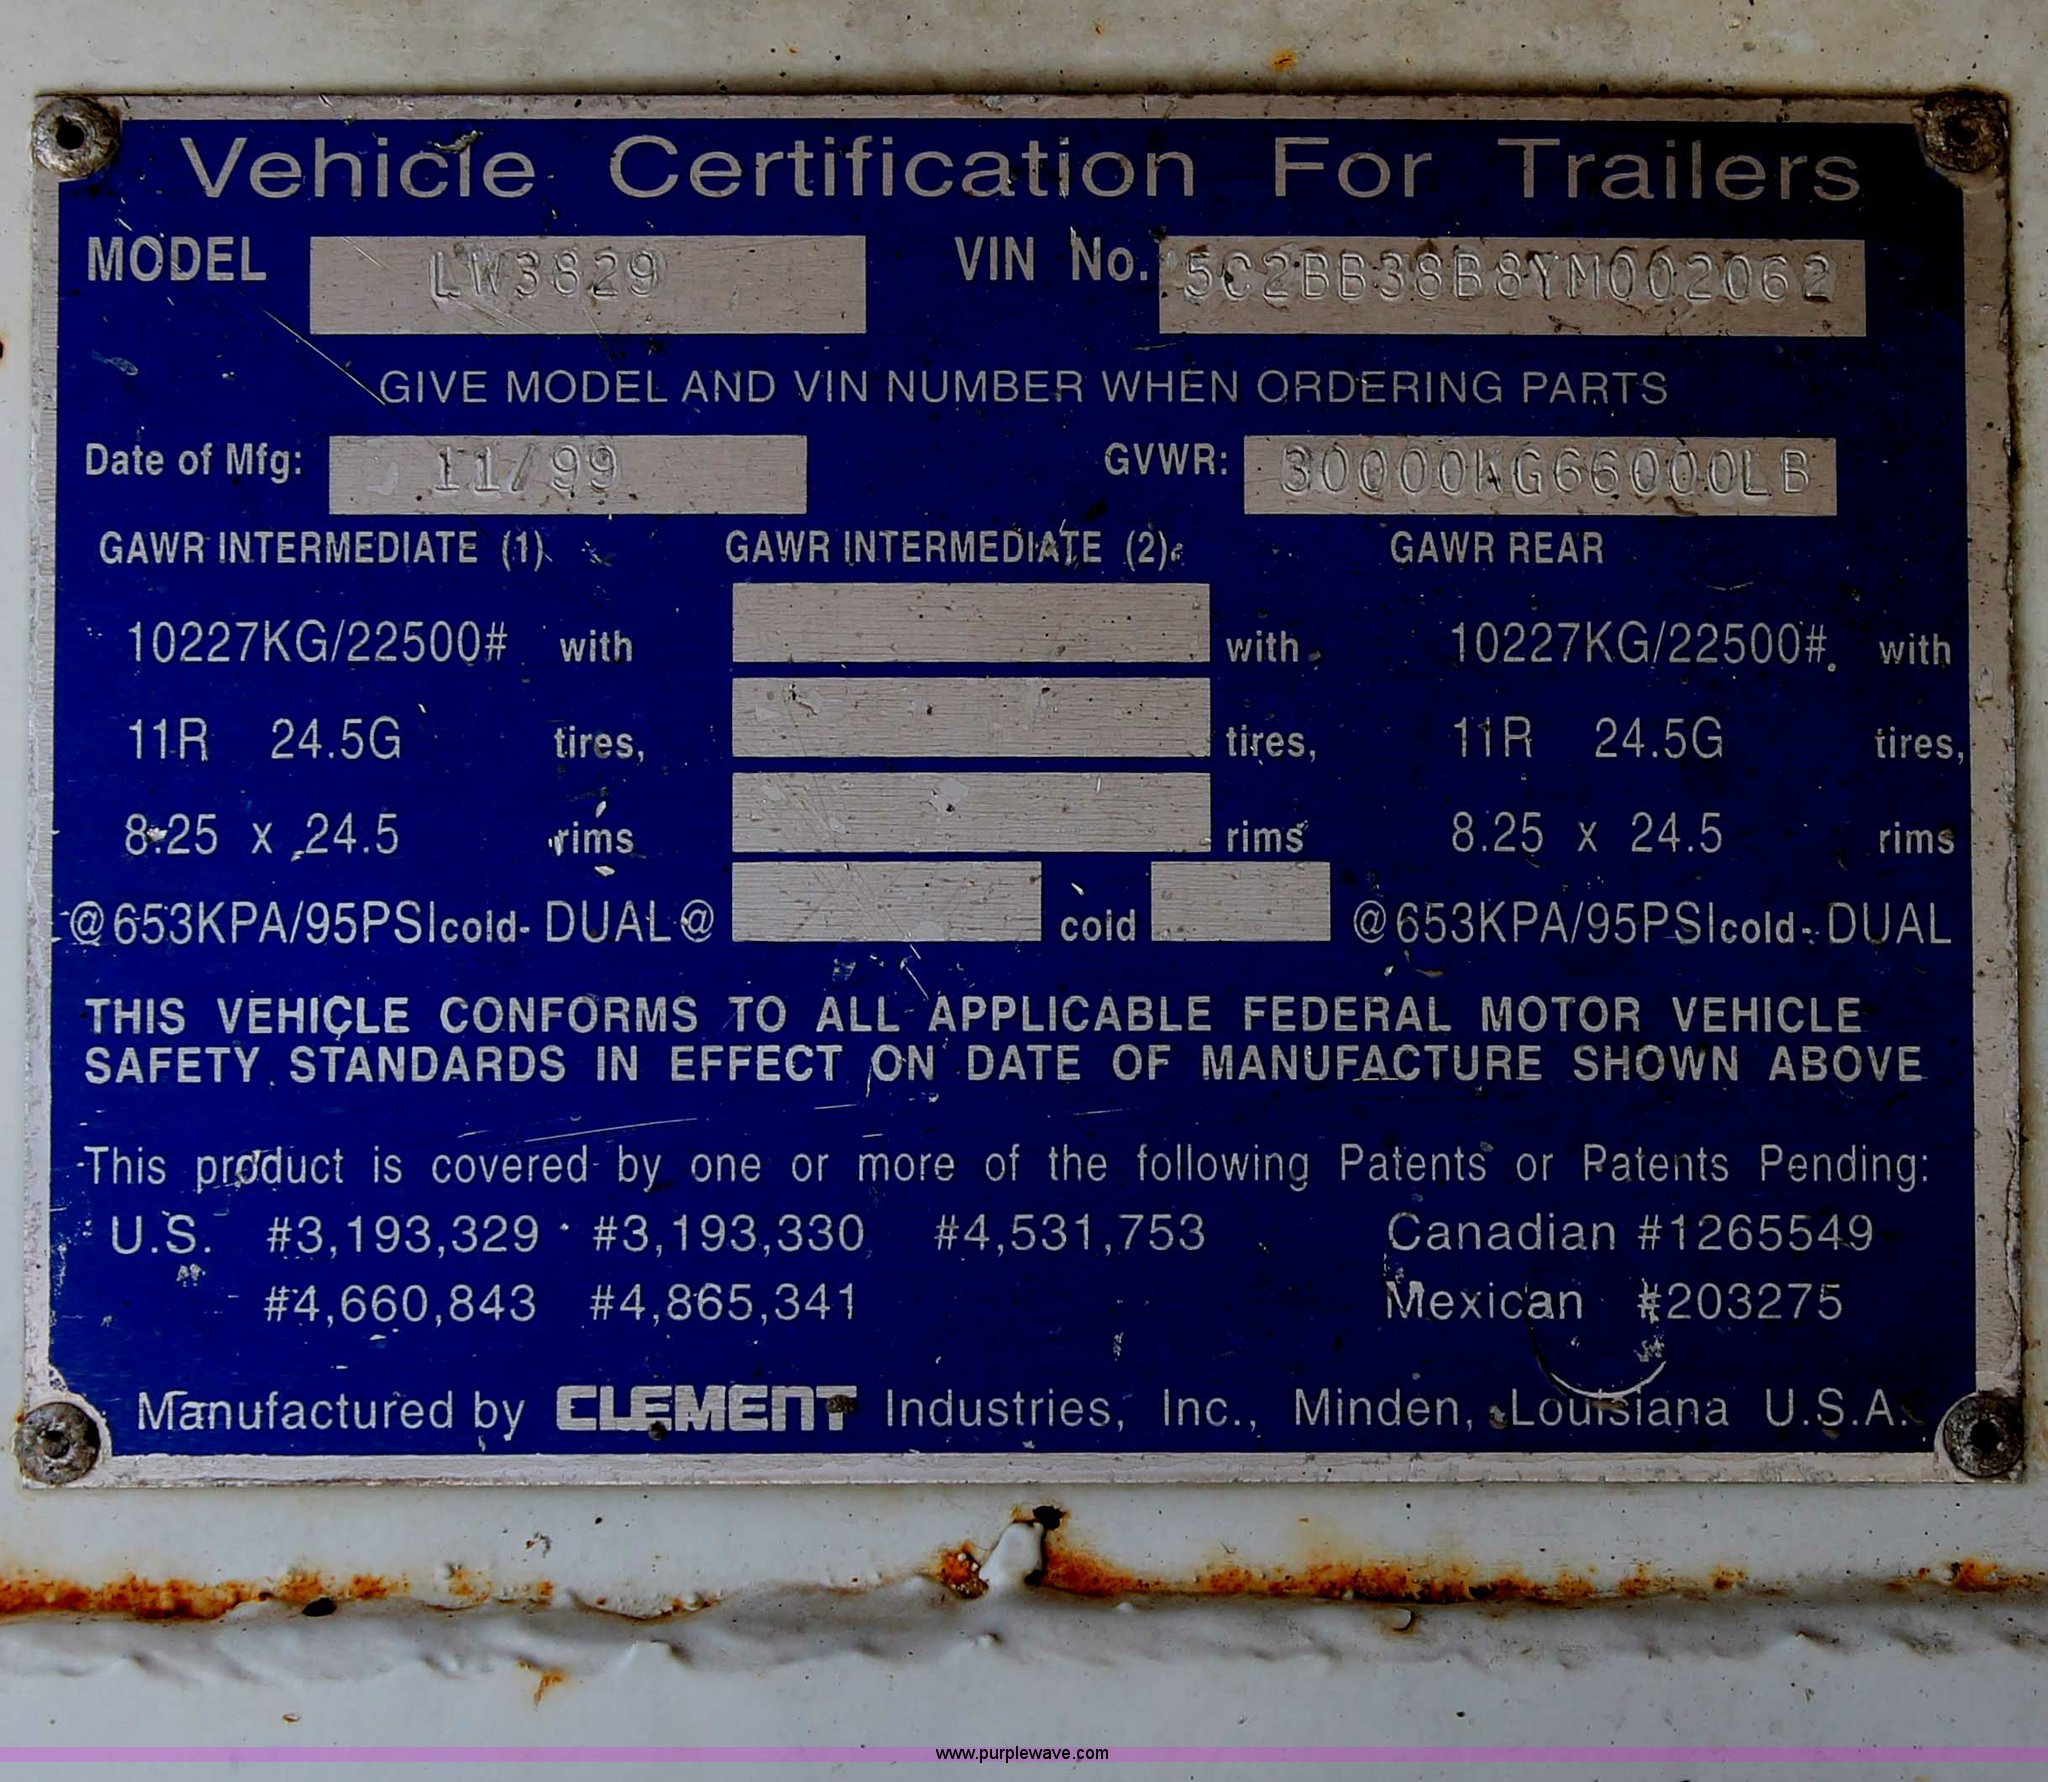 Vehicle Certification For Trailers
MODEL LW3829 VIN No. 5C2BB38B8YM002062
GIVE MODEL AND VIN NUMBER WHEN ORDERING PARTS
Date of Mfg: 11/99 GVWR: 30000KG66000LB
GAWR INTERMEDIATE (1) GAWR INTERMEDIATE (2) GAWR REAR
10227KG/22500# with with 10227KG/22500# with
11R 24.5G tires, tires, 11R 24.5G tires,
8.25 x 24.5 rims rims 8.25 x 24.5 rims
@653KPA/95PSIcold- DUAL @ cold @653KPA/95PSIcold- DUAL
THIS VEHICLE CONFORMS TO ALL APPLICABLE FEDERAL MOTOR VEHICLE
SAFETY STANDARDS IN EFFECT ON DATE OF MANUFACTURE SHOWN ABOVE
This product is covered by one or more of the following Patents or Patents Pending:
U.S. #3,193,329 #3,193,330 #4,531,753 Canadian #1265549
#4,660,843 #4,865,341 Mexican #203275
Manufactured by CLEMENT Industries, Inc., Minden, Louisiana U.S.A.
www.purplewave.com